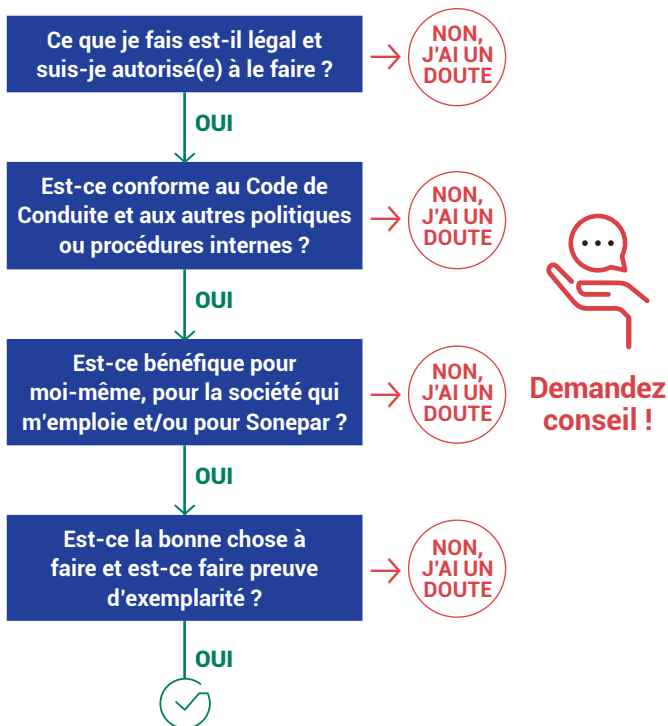 Ce que je fais est-il légal et
suis-je autorisé(e) à le faire ?
NON,
J'AI UN
DOUTE
OUI
Est-ce conforme au Code de
Conduite et aux autres politiques
ou procédures internes ?
NON,
J'AI UN
DOUTE
OUI
Est-ce bénéfique pour
moi-même, pour la société qui
m'emploie et/ou pour Sonepar ?
NON,
J'AI UN
DOUTE
Demandez
conseil !
OUI
Est-ce la bonne chose à
faire et est-ce faire preuve
d'exemplarité ?
NON,
J'AI UN
DOUTE
OUI